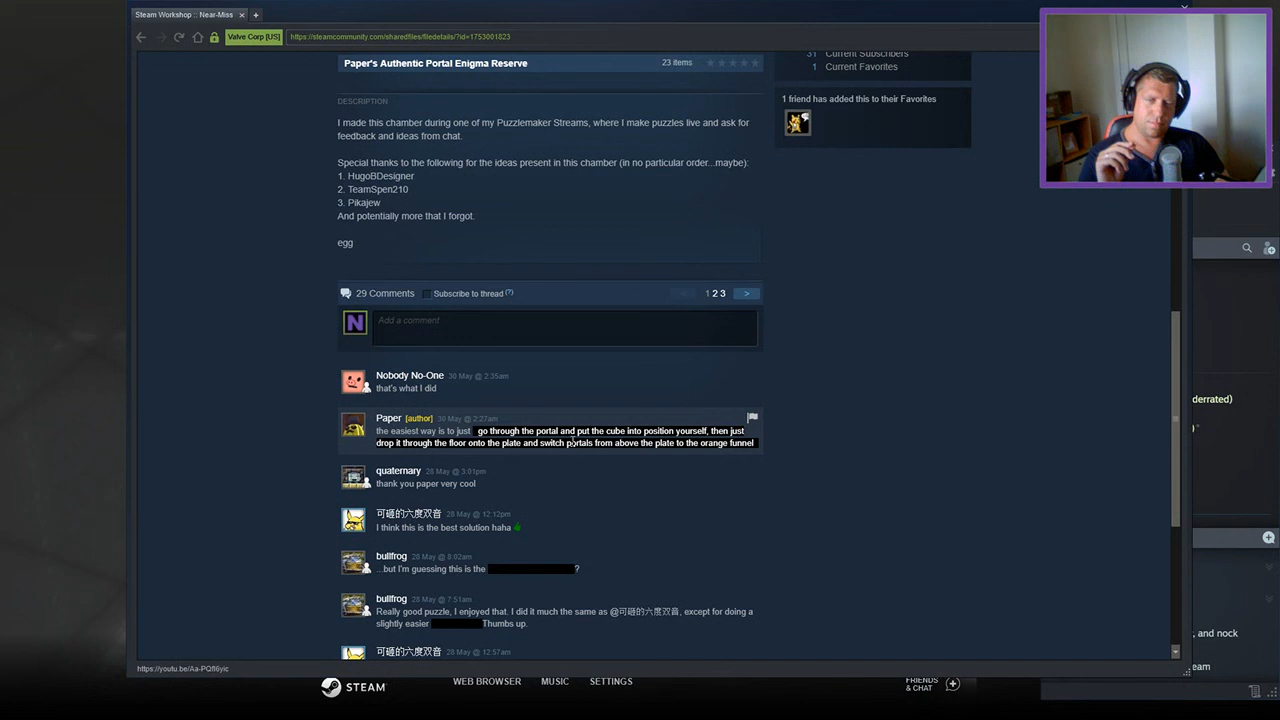 Steam Workshop :: Near-Miss
Valve Corp [US]
https://steamcommunity.com/sharedfiles/filedetails/?id=1753001823
Paper's Authentic Portal Enigma Reserve
23 items
31 Current Subscribers
1 Current Favorites
1 friend has added this to their Favorites
DESCRIPTION
I made this chamber during one of my Puzzlemaker Streams, where I make puzzles live and ask for
feedback and ideas from chat.
Special thanks to the following for the ideas present in this chamber (in no particular order...maybe):
1. HugoBDesigner
2. TeamSpen210
3. Pikajew
And potentially more that I forgot.
egg
29 Comments
Subscribe to thread (?)
< 1 2 3 >
N
Add a comment
Nobody No-One 30 May @ 2:35am
that's what I did
Paper [author] 30 May @ 2:27am
the easiest way is to just go through the portal and put the cube into position yourself, then just
drop it through the floor onto the plate and switch portals from above the plate to the orange funnel
quaternary 28 May @ 3:01pm
thank you paper very cool
可砸的六度双音 28 May @ 12:12pm
I think this is the best solution haha
bullfrog 28 May @ 8:02am
...but I'm guessing this is the ?
bullfrog 28 May @ 7:51am
Really good puzzle, I enjoyed that. I did it much the same as @可砸的六度双音, except for doing a
slightly easier Thumbs up.
可砸的六度双音 28 May @ 12:57am
https://youtu.be/Aa-PQfl6yic
STEAM
WEB BROWSER
MUSIC
SETTINGS
FRIENDS
& CHAT
derrated)
, and nock
eam